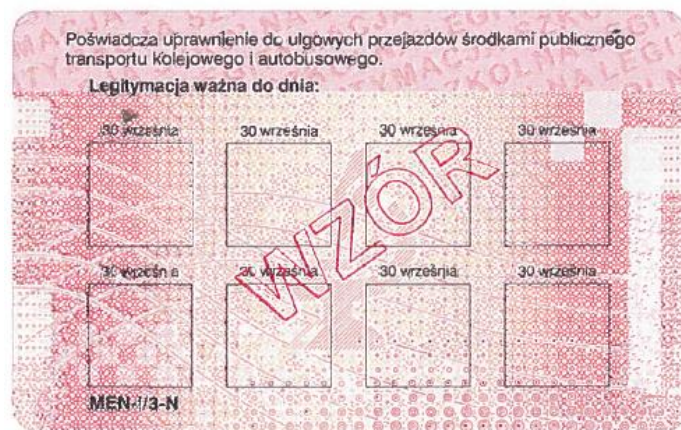 Poświadcza uprawnienie do ulgowych przejazdów środkami publicznego
transportu kolejowego i autobusowego.
Legitymacja ważna do dnia:
30 września 30 września 30 września 30 września
WZÓR
30 września 30 września 30 września 30 września
MEN-I/3-N